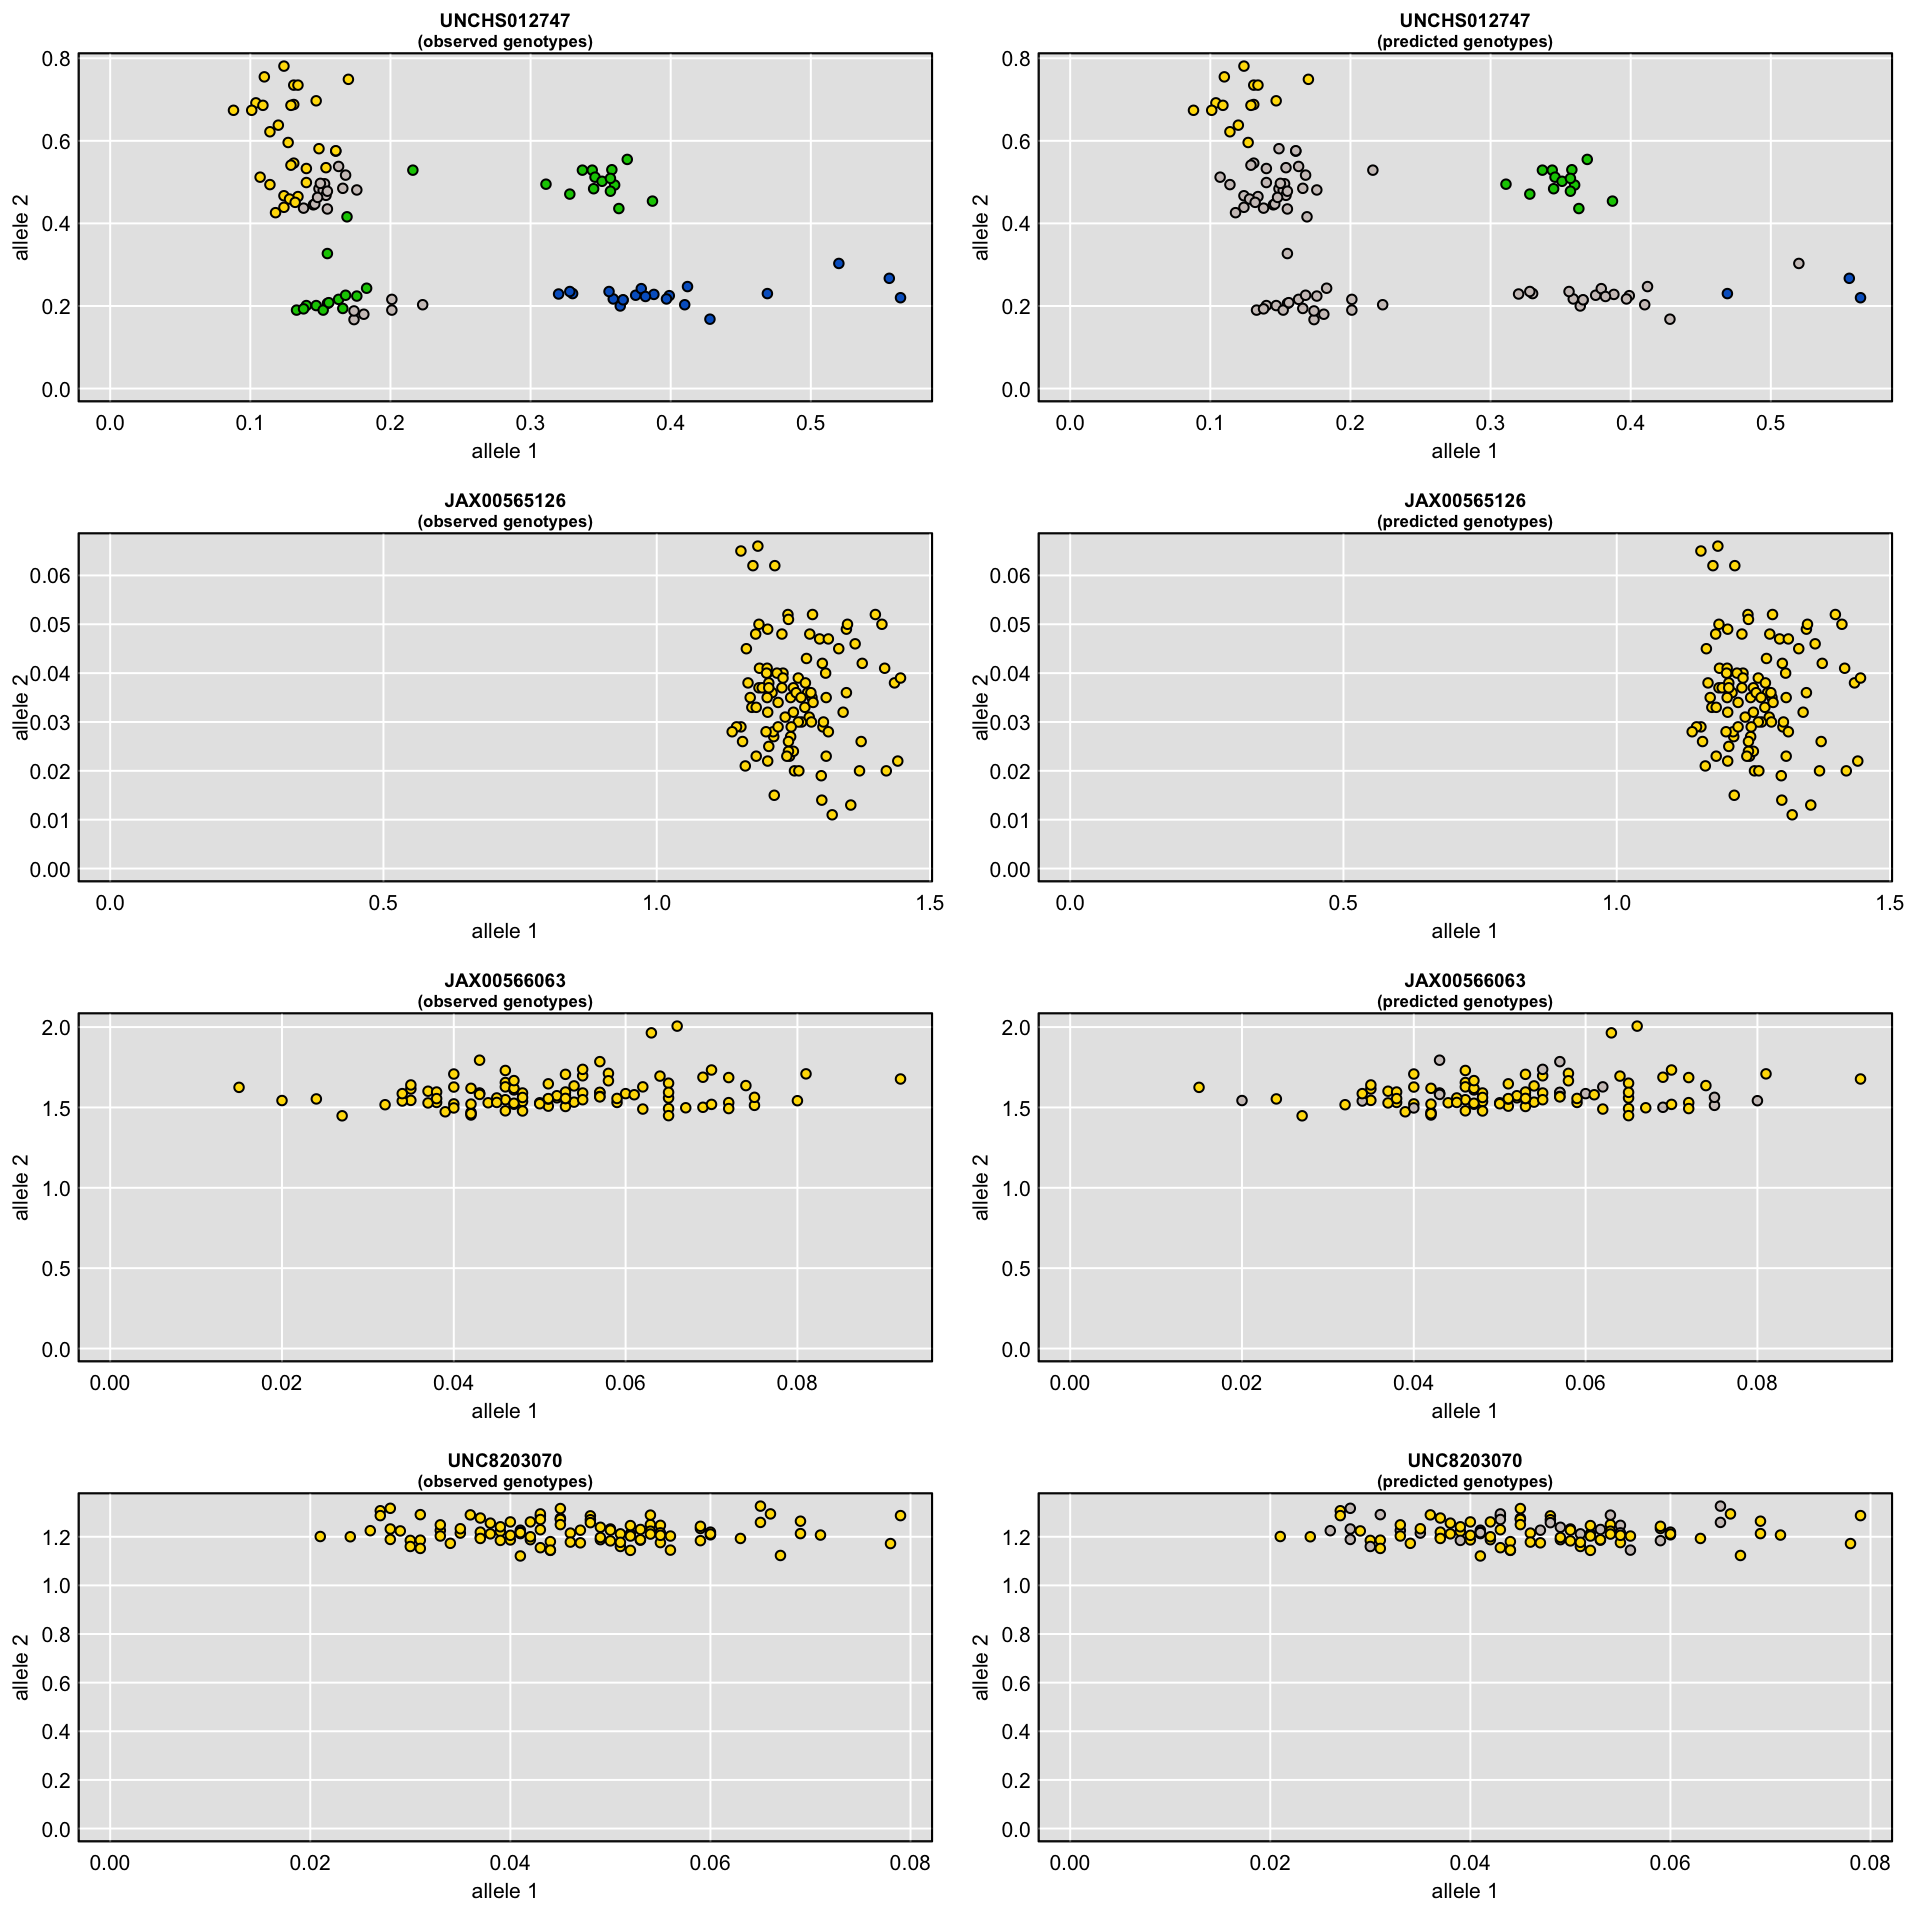 UNCHS012747
(observed genotypes)
0.8
0.6
0.4
0.2
0.0
allele 2
0.0 0.1 0.2 0.3 0.4 0.5
allele 1
UNCHS012747
(predicted genotypes)
0.8
0.6
0.4
0.2
0.0
allele 2
0.0 0.1 0.2 0.3 0.4 0.5
allele 1
JAX00565126
(observed genotypes)
0.06
0.05
0.04
0.03
0.02
0.01
0.00
allele 2
0.0 0.5 1.0 1.5
allele 1
JAX00565126
(predicted genotypes)
0.06
0.05
0.04
0.03
0.02
0.01
0.00
allele 2
0.0 0.5 1.0 1.5
allele 1
JAX00566063
(observed genotypes)
2.0
1.5
1.0
0.5
0.0
allele 2
0.00 0.02 0.04 0.06 0.08
allele 1
JAX00566063
(predicted genotypes)
2.0
1.5
1.0
0.5
0.0
allele 2
0.00 0.02 0.04 0.06 0.08
allele 1
UNC8203070
(observed genotypes)
1.2
1.0
0.8
0.6
0.4
0.2
0.0
allele 2
0.00 0.02 0.04 0.06 0.08
allele 1
UNC8203070
(predicted genotypes)
1.2
1.0
0.8
0.6
0.4
0.2
0.0
allele 2
0.00 0.02 0.04 0.06 0.08
allele 1